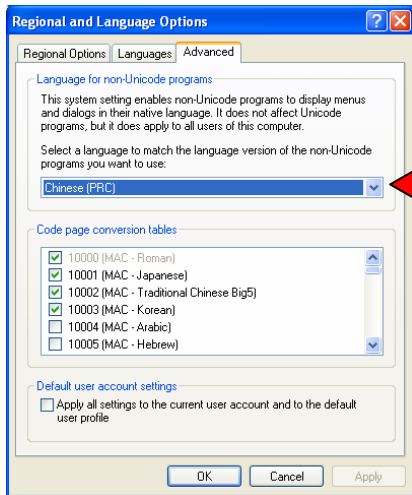 Regional and Language Options
Regional Options Languages Advanced
Language for non-Unicode programs
This system setting enables non-Unicode programs to display menus
and dialogs in their native language. It does not affect Unicode
programs, but it does apply to all users of this computer.
Select a language to match the language version of the non-Unicode
programs you want to use:
Chinese (PRC)
Code page conversion tables
10000 (MAC - Roman)
10001 (MAC - Japanese)
10002 (MAC - Traditional Chinese Big5)
10003 (MAC - Korean)
10004 (MAC - Arabic)
10005 (MAC - Hebrew)
Default user account settings
Apply all settings to the current user account and to the default
user profile
OK Cancel Apply